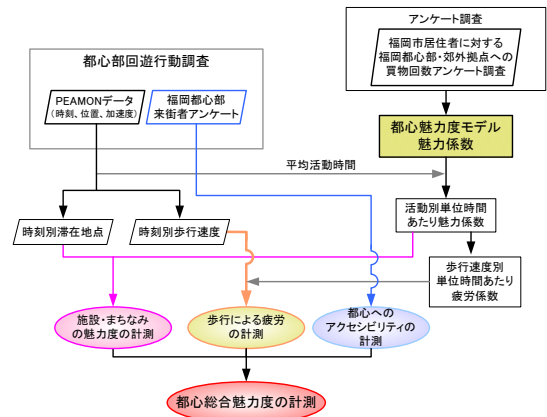 アンケート調査
福岡市居住者に対する
福岡都心部・郊外拠点への
買物回数アンケート調査
都心部回遊行動調査
PEAMONデータ
（時刻、位置、加速度）
福岡都心部
来街者アンケート
都心魅力度モデル
魅力係数
平均活動時間
時刻別滞在地点
時刻別歩行速度
活動別単位時間
あたり魅力係数
歩行速度別
単位時間あたり
疲労係数
施設・まちなみ
の魅力度の計測
歩行による疲労
の計測
都心への
アクセシビリティの
計測
都心総合魅力度の計測